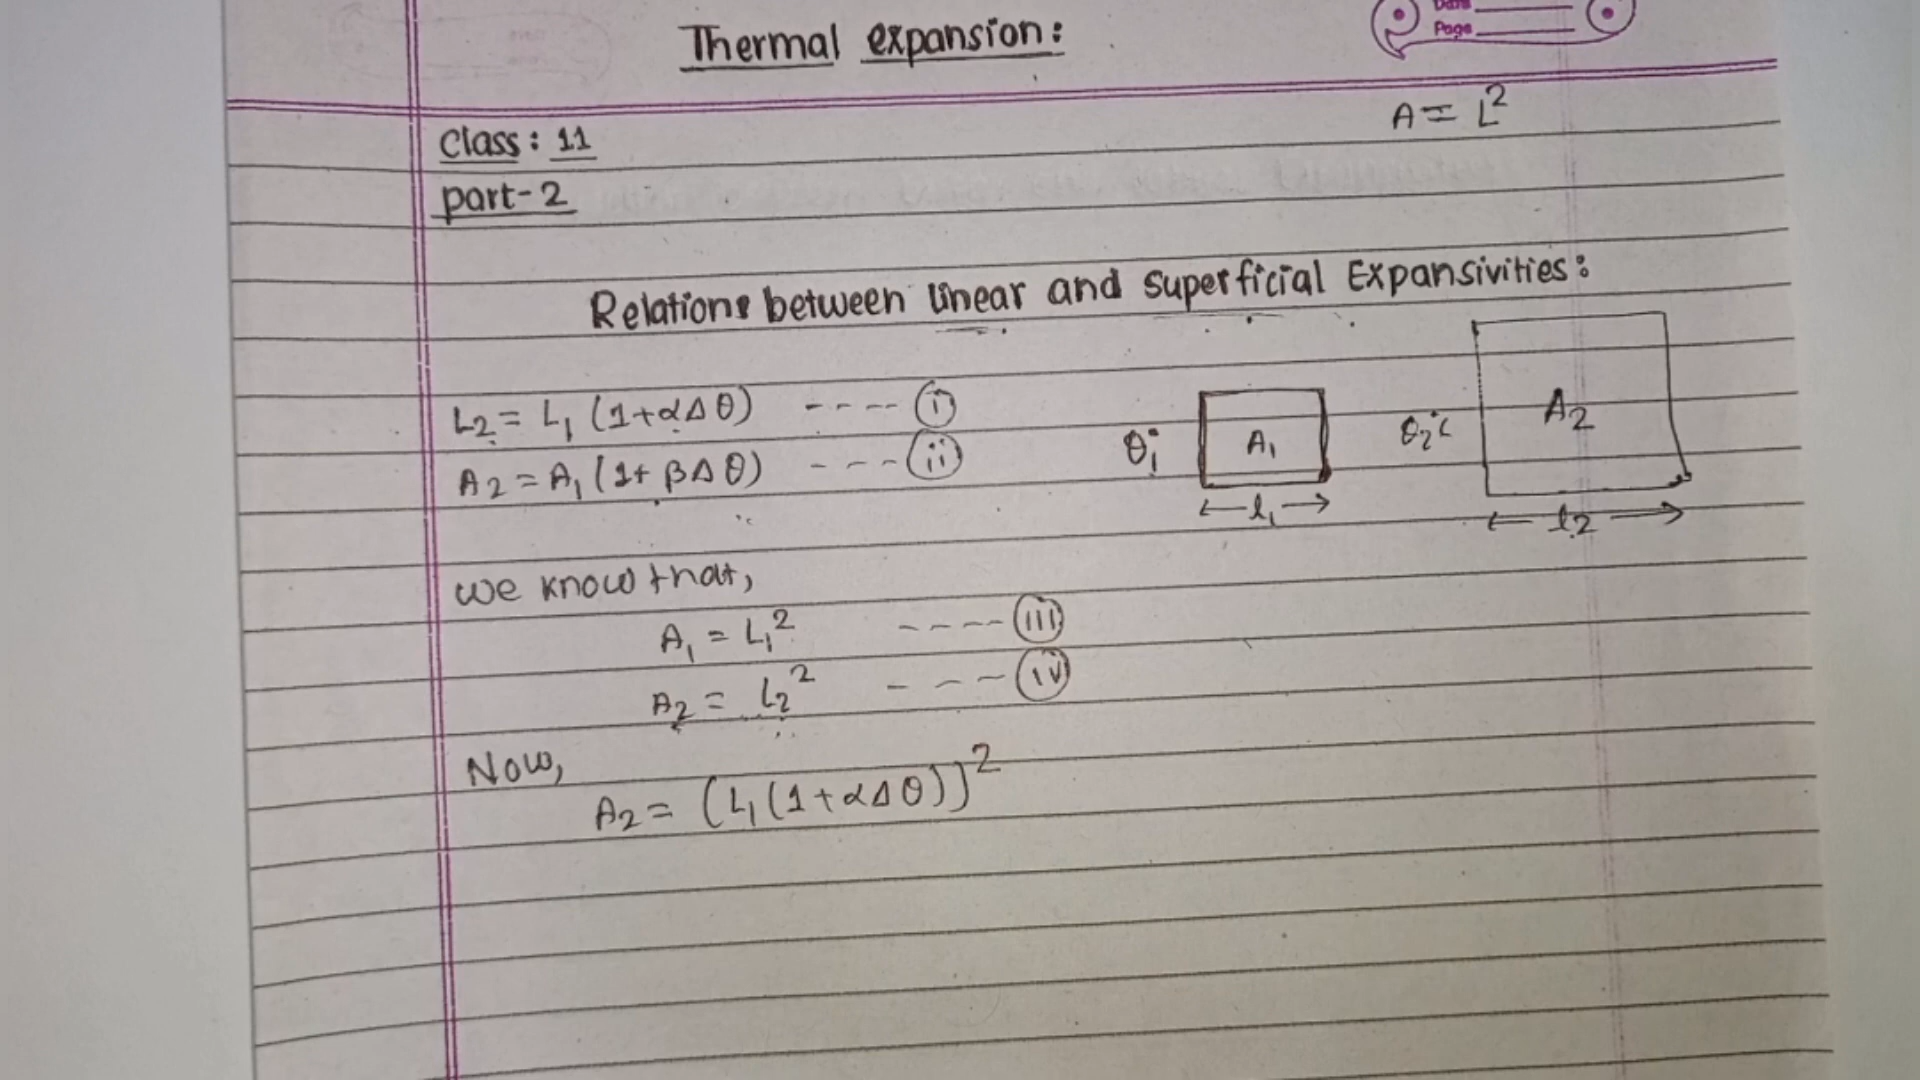 Date
Page
Thermal expansion:
A = L²
Class: 11
part-2
Relations between linear and superficial Expansivities:
L₂ = L₁ (1+αΔθ) ---- (i)
A₂ = A₁ (1+ βΔθ) ---- (ii)
θ₁° A₁ l₁
θ₂°c A₂ l₂
we know that,
A₁ = L₁² ---- (iii)
A₂ = L₂² ---- (iv)
Now,
A₂ = (L₁(1+αΔθ))²